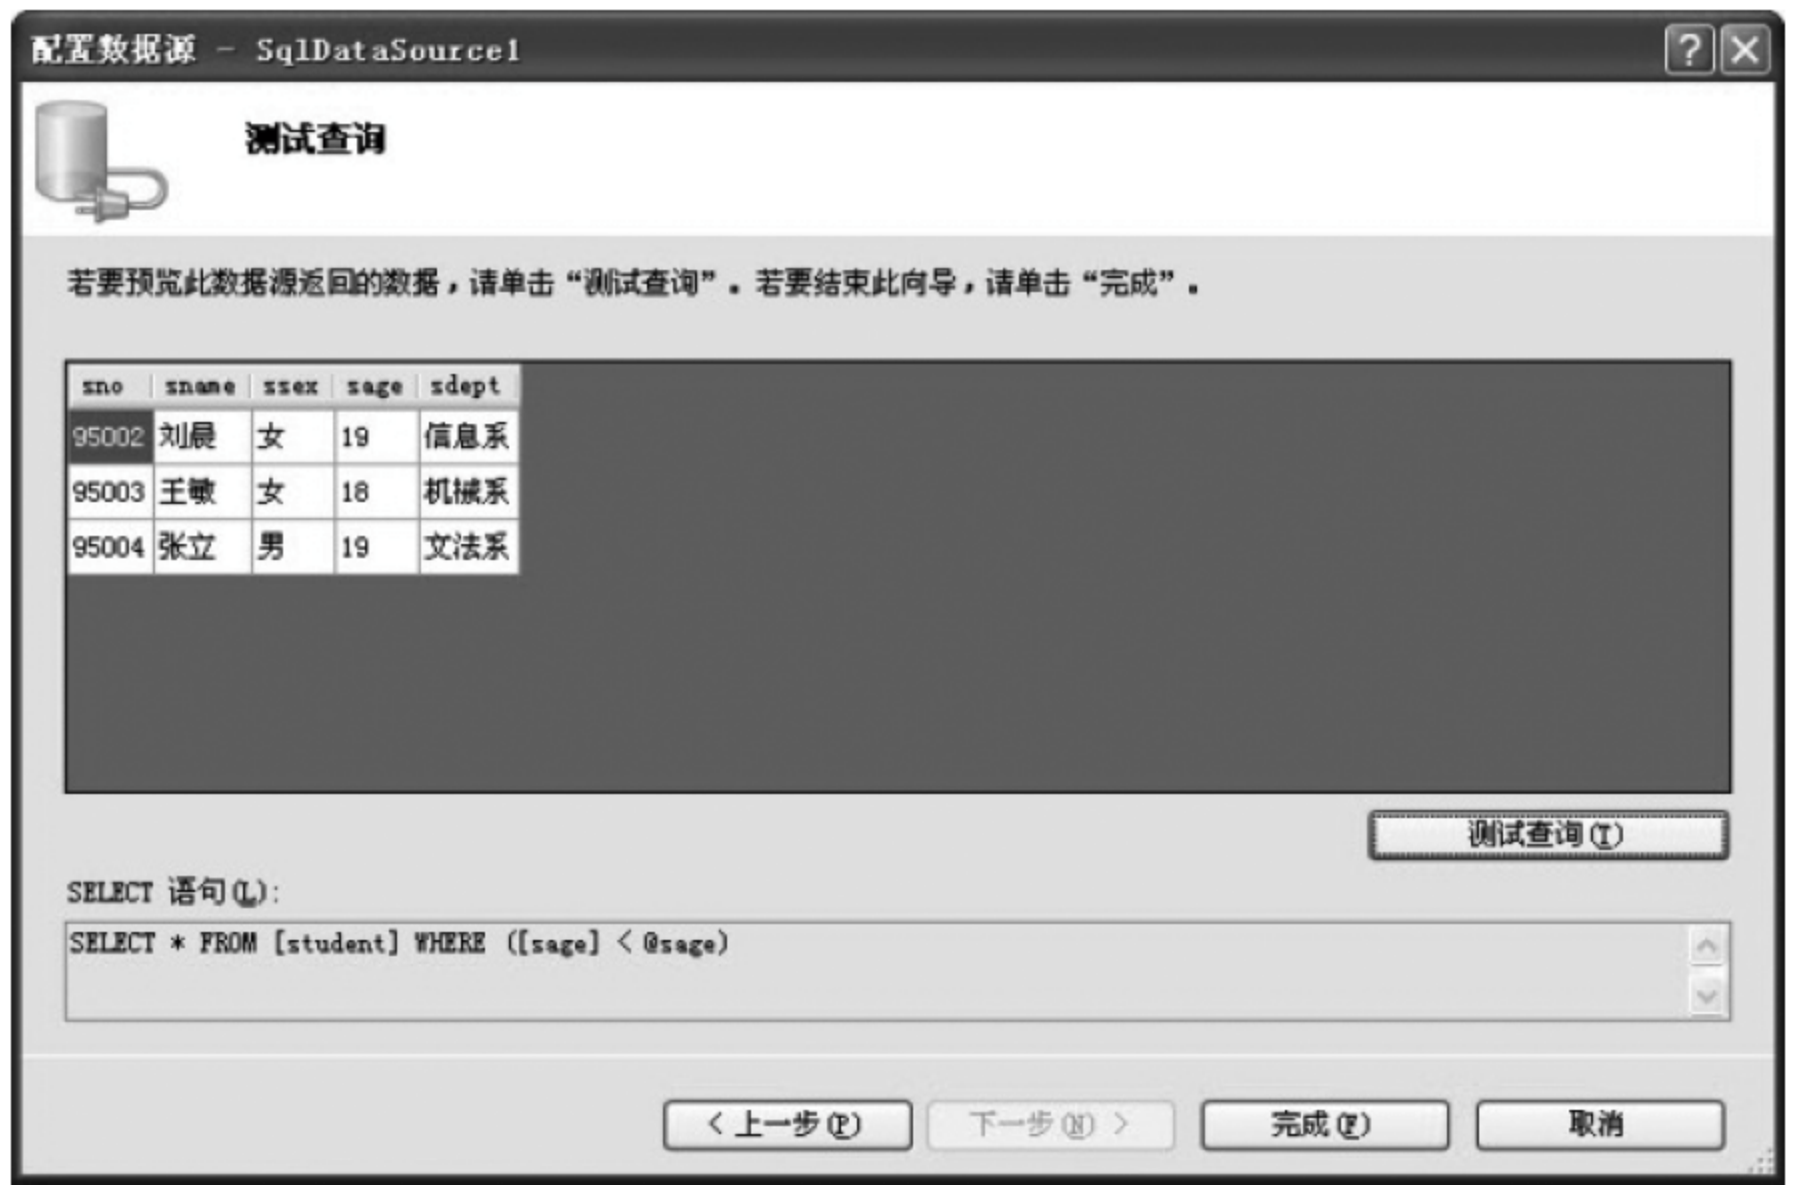 配置数据源 - SqlDataSource1
测试查询
若要预览此数据源返回的数据，请单击“测试查询”。若要结束此向导，请单击“完成”。
sno sname ssex sage sdept
95002 刘晨 女 19 信息系
95003 王敏 女 18 机械系
95004 张立 男 19 文法系
测试查询(T)
SELECT 语句(L):
SELECT * FROM [student] WHERE ([sage] < @sage)
< 上一步(P) 下一步(N) > 完成(F) 取消